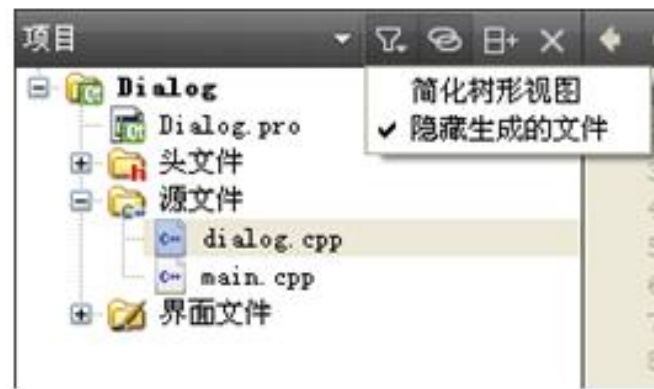 项目
简化树形视图
✓ 隐藏生成的文件
Dialog
Dialog.pro
头文件
源文件
dialog.cpp
main.cpp
界面文件